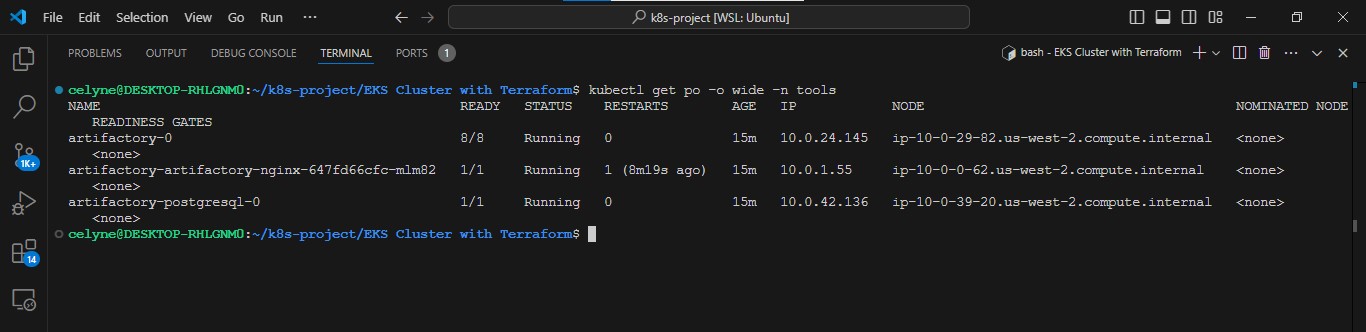 File Edit Selection View Go Run ··· k8s-project [WSL: Ubuntu]
PROBLEMS OUTPUT DEBUG CONSOLE TERMINAL PORTS 1 bash - EKS Cluster with Terraform
celyne@DESKTOP-RHLGNM0:~/k8s-project/EKS Cluster with Terraform$ kubectl get po -o wide -n tools
NAME READY STATUS RESTARTS AGE IP NODE NOMINATED NODE
READINESS GATES
artifactory-0 8/8 Running 0 15m 10.0.24.145 ip-10-0-29-82.us-west-2.compute.internal <none>
<none>
artifactory-artifactory-nginx-647fd66cfc-mlm82 1/1 Running 1 (8m19s ago) 15m 10.0.1.55 ip-10-0-0-62.us-west-2.compute.internal <none>
<none>
artifactory-postgresql-0 1/1 Running 0 15m 10.0.42.136 ip-10-0-39-20.us-west-2.compute.internal <none>
<none>
celyne@DESKTOP-RHLGNM0:~/k8s-project/EKS Cluster with Terraform$
1K+
14